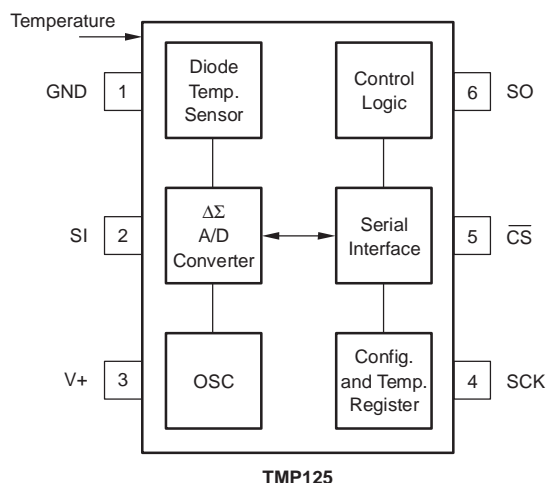 Temperature
GND
1
Diode
Temp.
Sensor
Control
Logic
6
SO
SI
2
ΔΣ
A/D
Converter
Serial
Interface
5
C̅S̅
V+
3
OSC
Config.
and Temp.
Register
4
SCK
TMP125